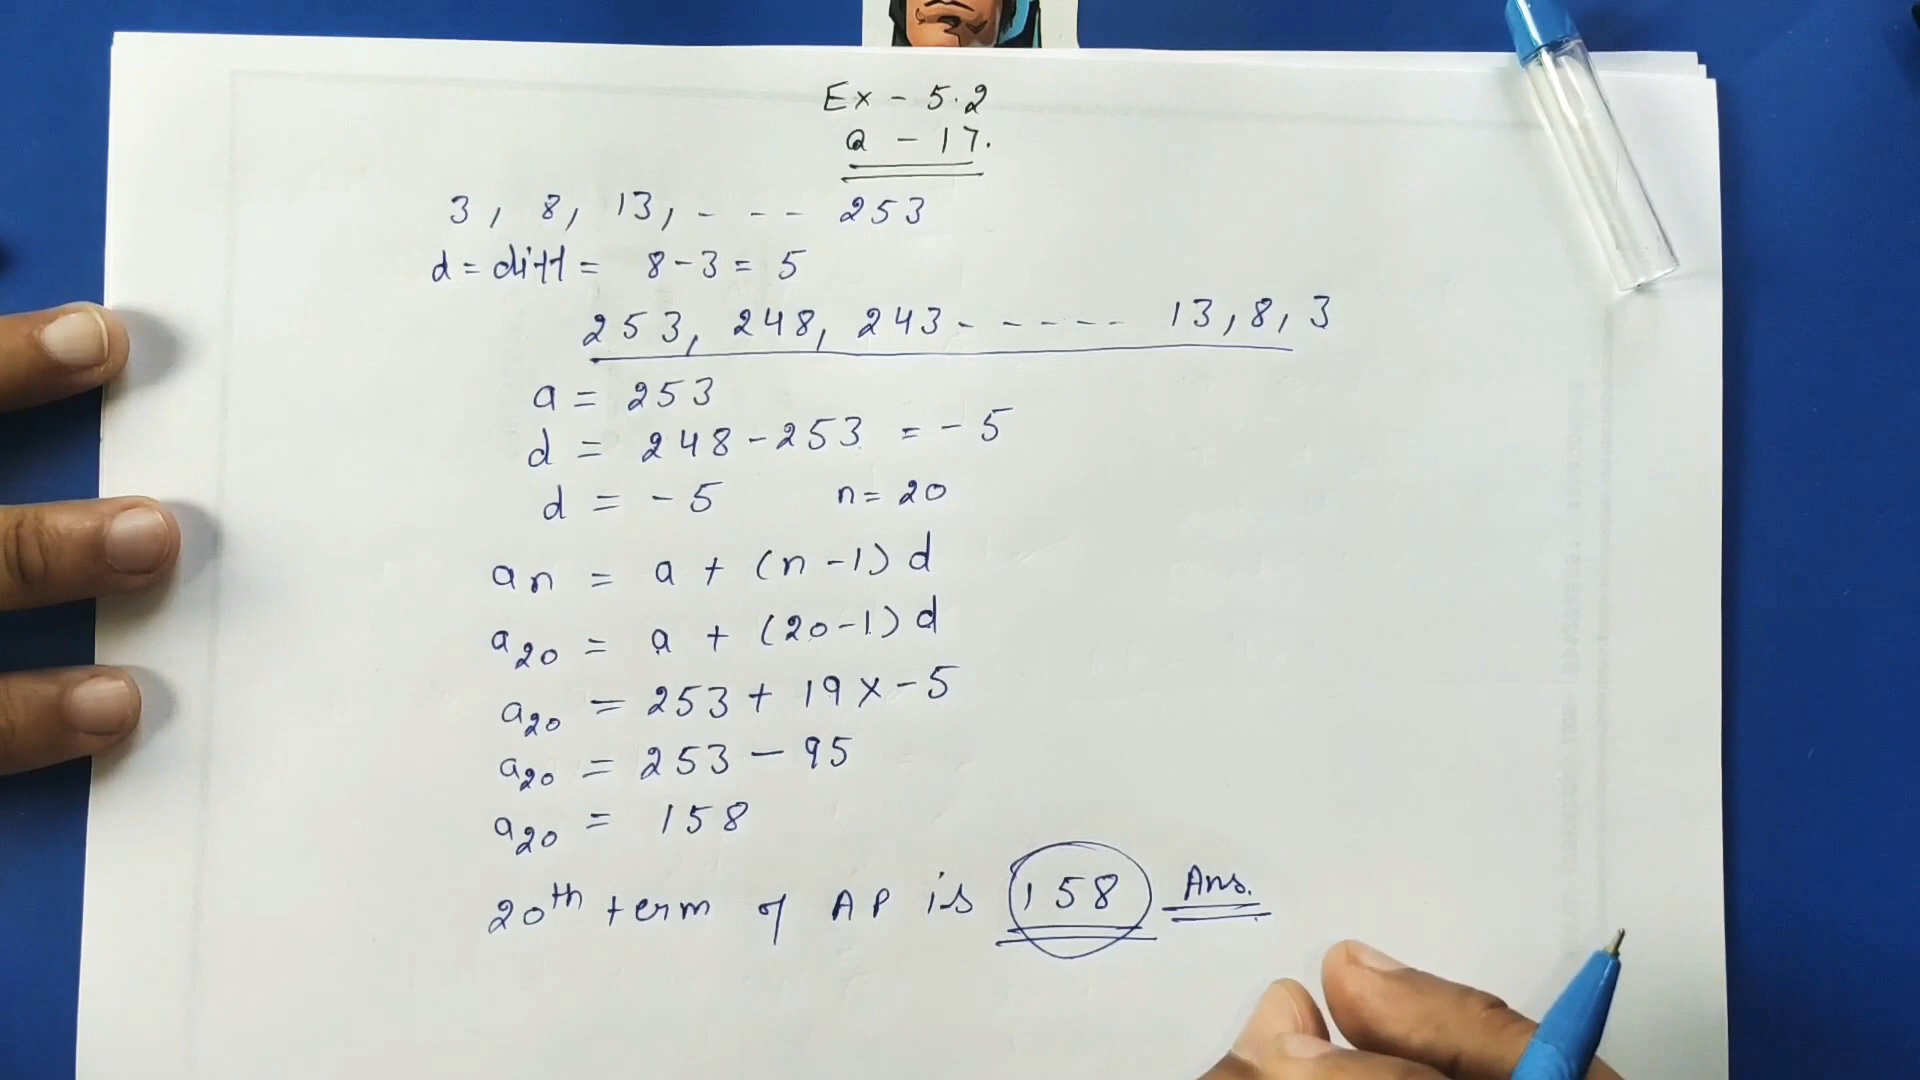 Ex - 5.2
Q - 17.
3, 8, 13, - - - 253
d = diff = 8-3 = 5
253, 248, 243 - - - - - 13, 8, 3
a = 253
d = 248-253 = -5
d = -5 n = 20
an = a + (n-1) d
a₂₀ = a + (20-1) d
a₂₀ = 253 + 19 x -5
a₂₀ = 253 - 95
a₂₀ = 158
20th term of AP is 158 Ans.